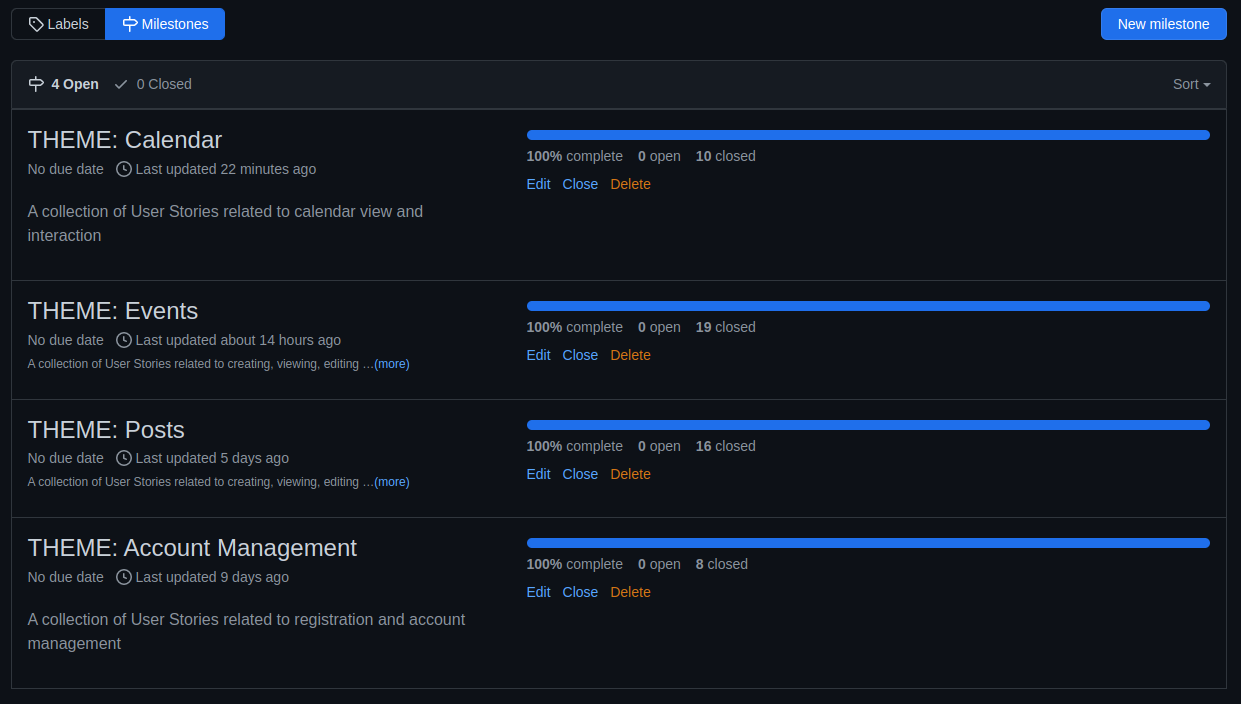 Labels Milestones New milestone
4 Open 0 Closed Sort
THEME: Calendar
No due date Last updated 22 minutes ago
A collection of User Stories related to calendar view and
interaction
100% complete 0 open 10 closed
Edit Close Delete
THEME: Events
No due date Last updated about 14 hours ago
A collection of User Stories related to creating, viewing, editing …(more)
100% complete 0 open 19 closed
Edit Close Delete
THEME: Posts
No due date Last updated 5 days ago
A collection of User Stories related to creating, viewing, editing …(more)
100% complete 0 open 16 closed
Edit Close Delete
THEME: Account Management
No due date Last updated 9 days ago
A collection of User Stories related to registration and account
management
100% complete 0 open 8 closed
Edit Close Delete